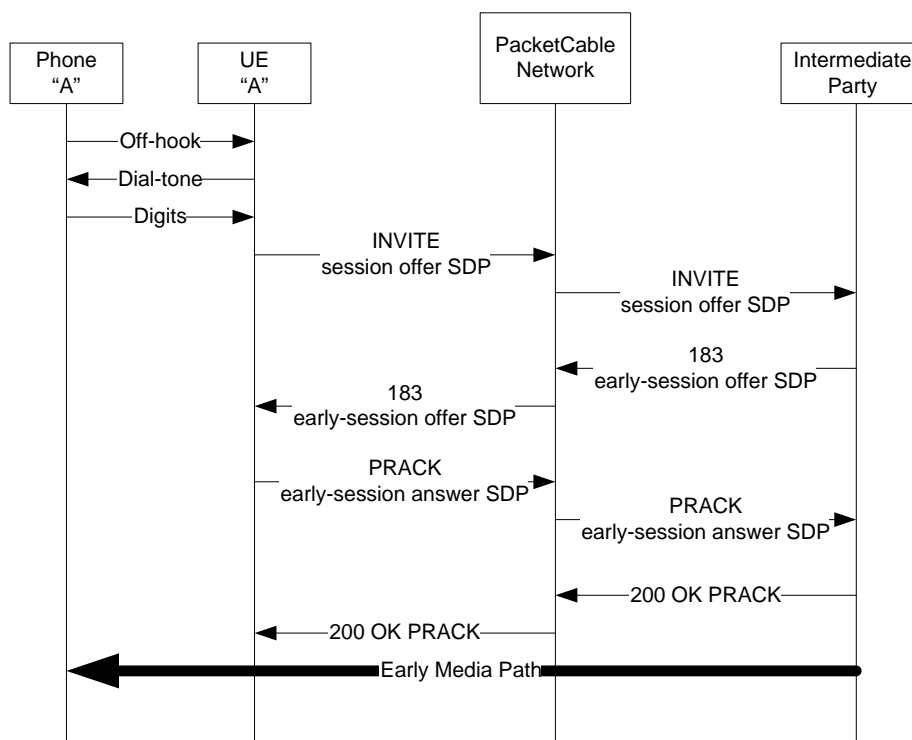 Phone
“A”
UE
“A”
PacketCable
Network
Intermediate
Party
Off-hook
Dial-tone
Digits
INVITE
session offer SDP
INVITE
session offer SDP
183
early-session offer SDP
183
early-session offer SDP
PRACK
early-session answer SDP
PRACK
early-session answer SDP
200 OK PRACK
200 OK PRACK
Early Media Path